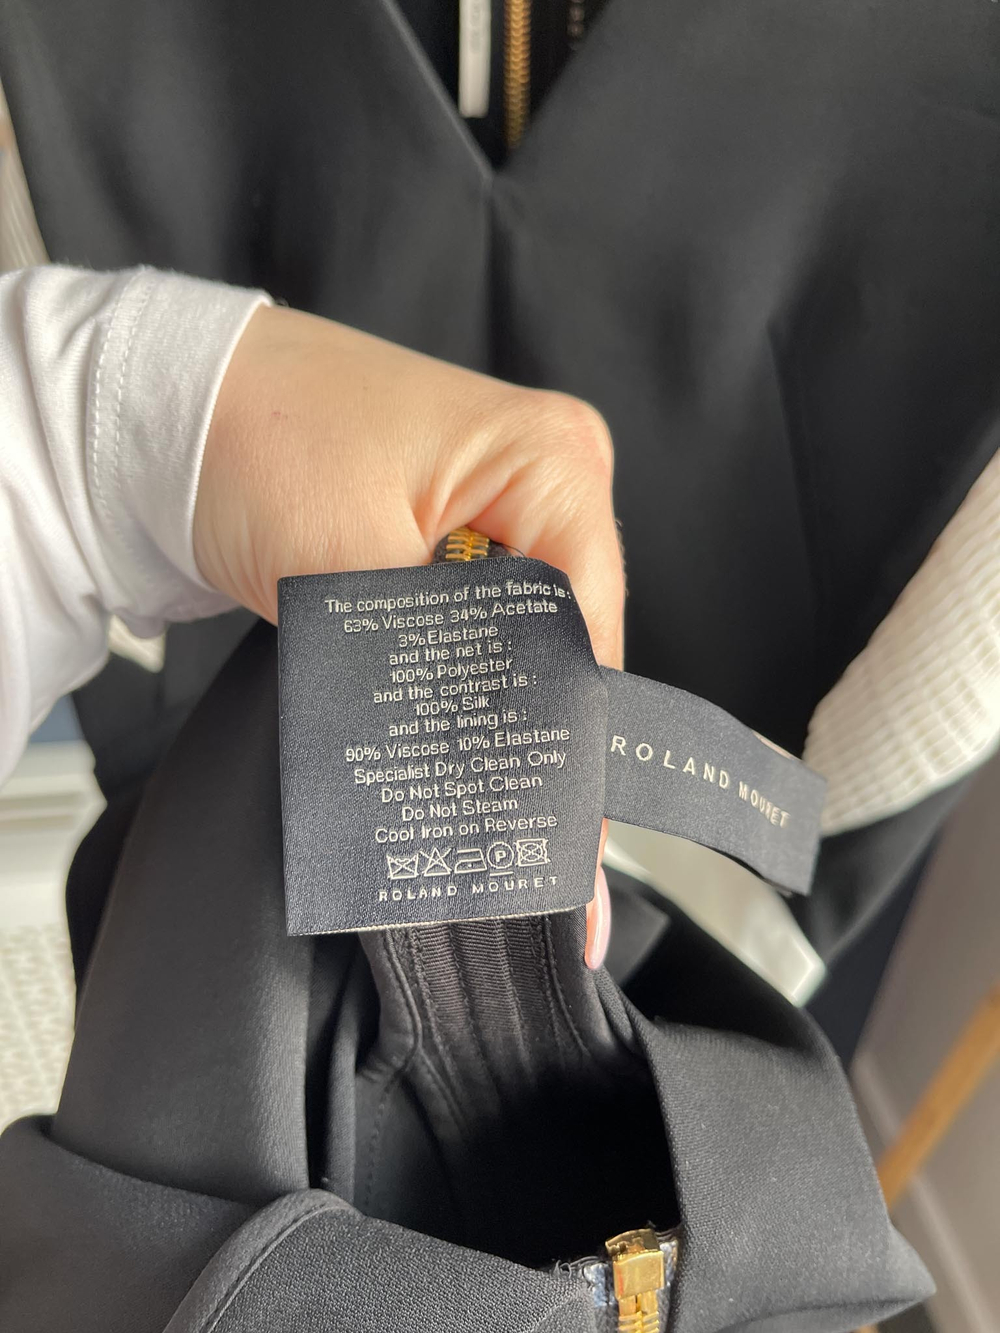 The composition of the fabric is:
63% Viscose 34% Acetate
3% Elastane
and the net is :
100% Polyester
and the contrast is :
100% Silk
and the lining is :
90% Viscose 10% Elastane
Specialist Dry Clean Only
Do Not Spot Clean
Do Not Steam
Cool Iron on Reverse
P
ROLAND MOURET
ROLAND MOURET